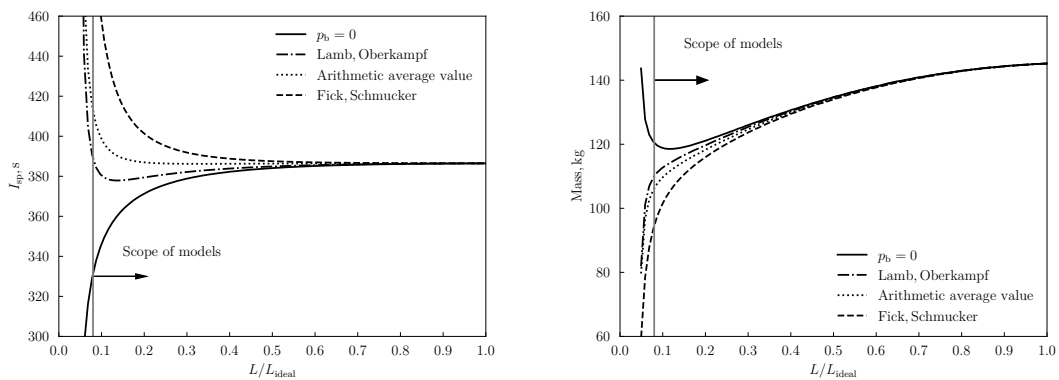 460
440
420
400
380
360
340
320
300
I_sp, s
p_b = 0
Lamb, Oberkampf
Arithmetic average value
Fick, Schmucker
Scope of models
0.0 0.1 0.2 0.3 0.4 0.5 0.6 0.7 0.8 0.9 1.0
L/L_ideal
160
140
120
100
80
60
Mass, kg
Scope of models
p_b = 0
Lamb, Oberkampf
Arithmetic average value
Fick, Schmucker
0.0 0.1 0.2 0.3 0.4 0.5 0.6 0.7 0.8 0.9 1.0
L/L_ideal